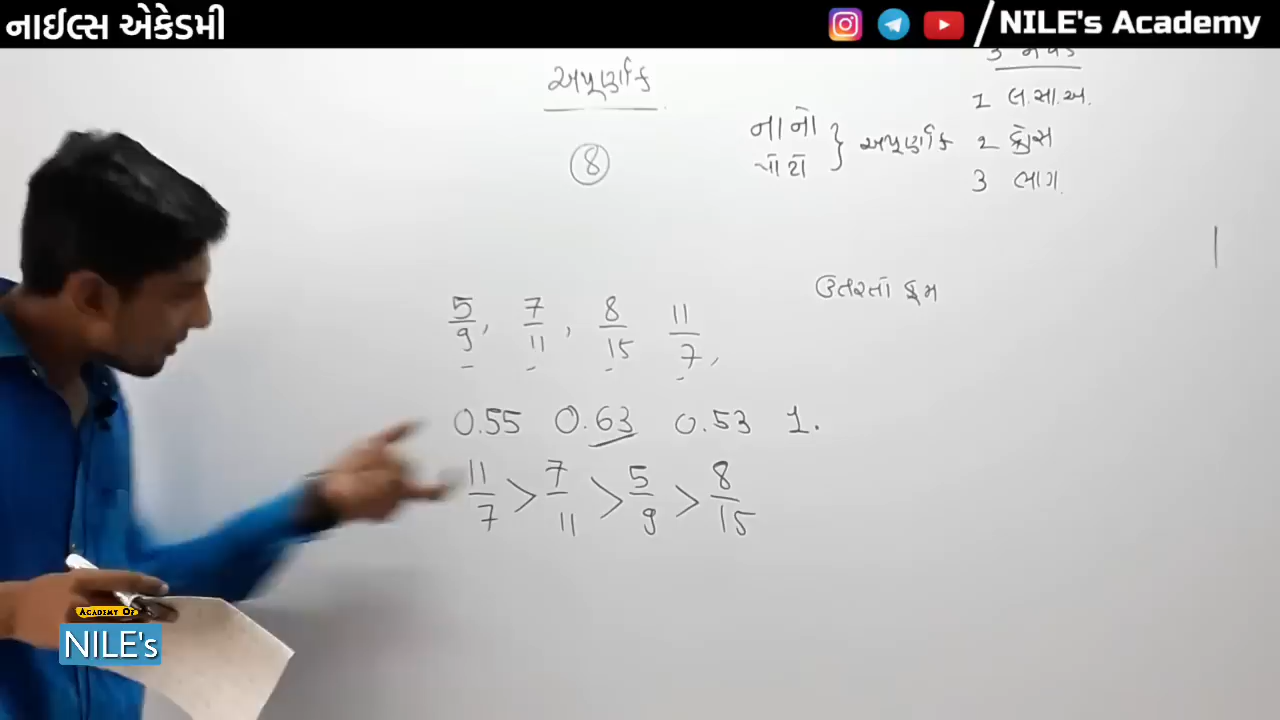 નાઈલ્સ એકેડમી
NILE's Academy
અપૂર્ણાંક
8
નાનો
મોટો } અપૂર્ણાંક
1 લ.સા.અ.
2 ક્રોસ
3 ભાગ
ઉતરતા ક્રમ
5/9, 7/11, 8/15 11/7,
0.55 0.63 0.53 1.
11/7 > 7/11 > 5/9 > 8/15
ACADEMY OF
NILE's